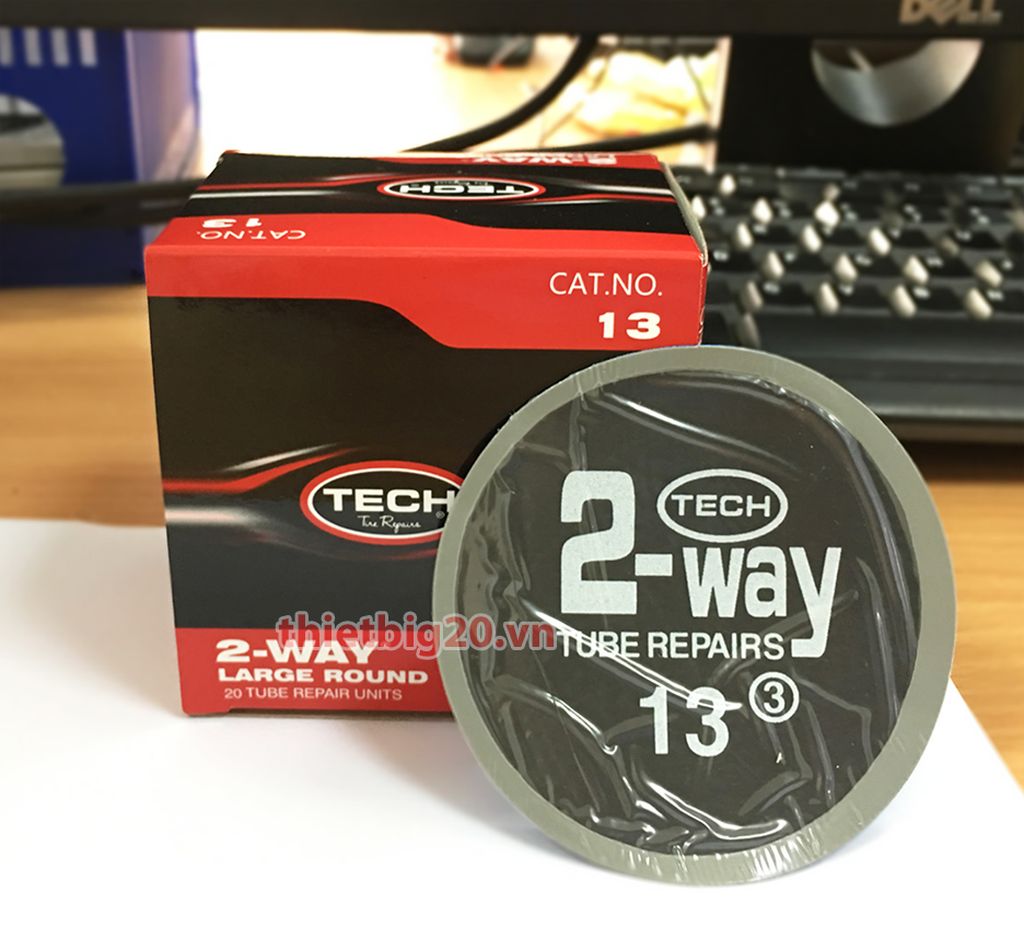 DELL
2-WAY
TECH
CAT.NO.
13
CAT.NO.
13
TECH
Tire Repairs
®
thietbig20.vn
2-WAY
LARGE ROUND
20 TUBE REPAIR UNITS
TECH
2-way
TUBE REPAIRS
13 3